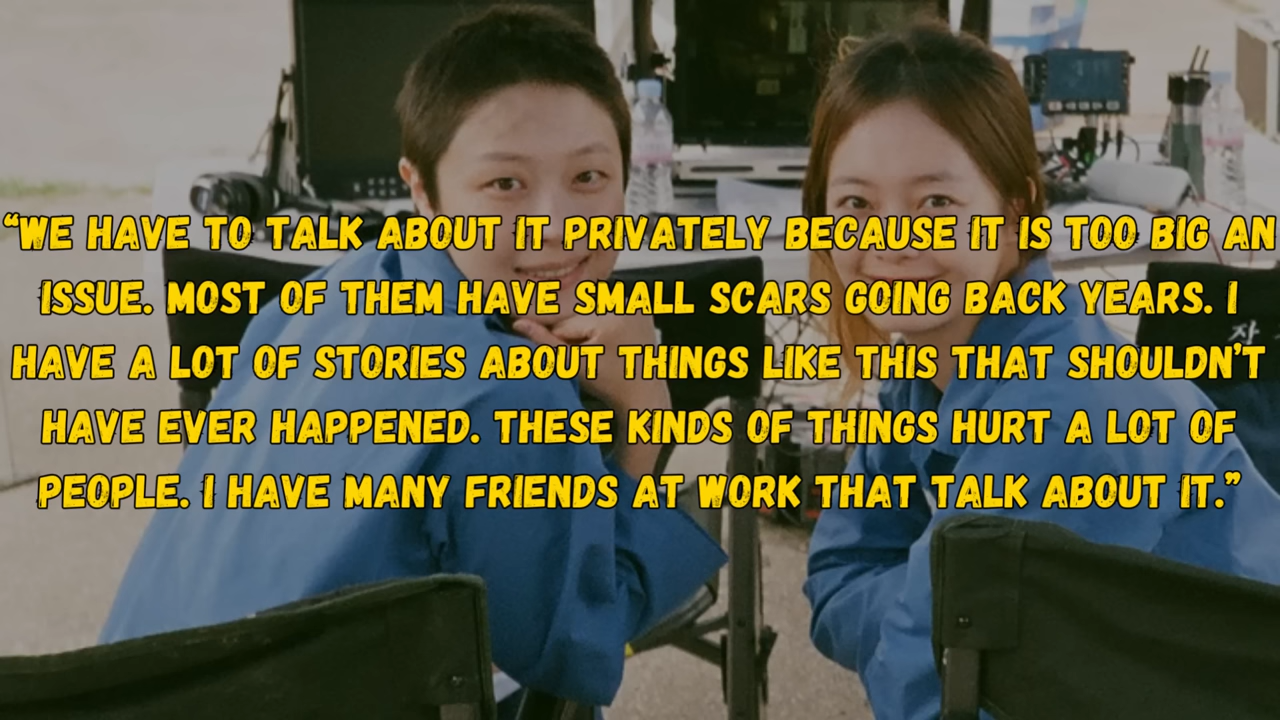 “WE HAVE TO TALK ABOUT IT PRIVATELY BECAUSE IT IS TOO BIG AN
ISSUE. MOST OF THEM HAVE SMALL SCARS GOING BACK YEARS. I
HAVE A LOT OF STORIES ABOUT THINGS LIKE THIS THAT SHOULDN’T
HAVE EVER HAPPENED. THESE KINDS OF THINGS HURT A LOT OF
PEOPLE. I HAVE MANY FRIENDS AT WORK THAT TALK ABOUT IT.”